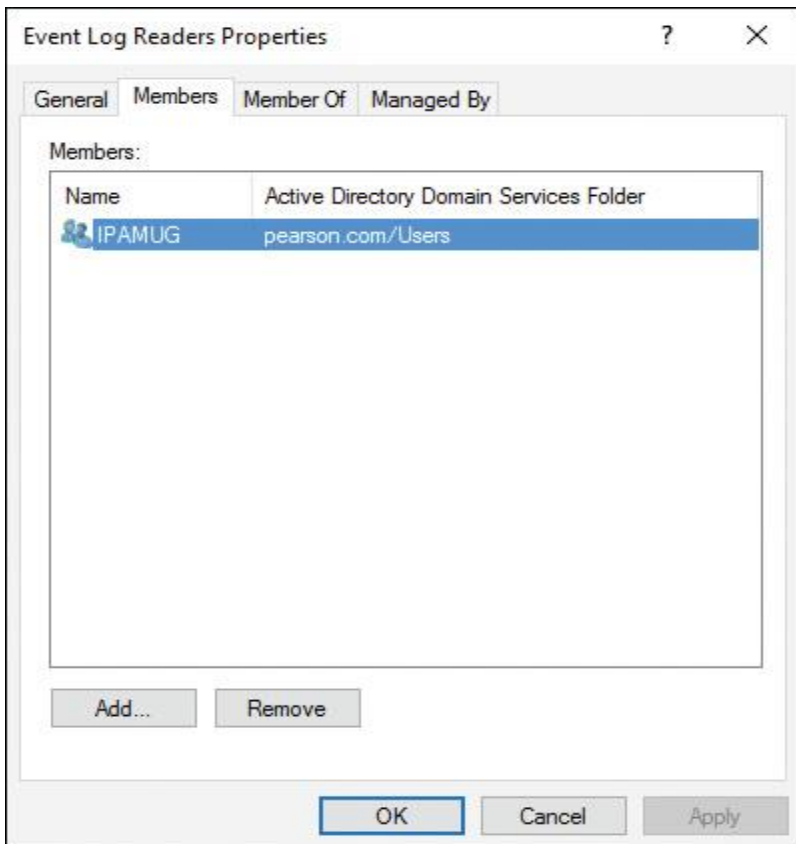 Event Log Readers Properties ? ×
General Members Member Of Managed By
Members:
Name Active Directory Domain Services Folder
IPAMUG pearson.com/Users
Add... Remove
OK Cancel Apply